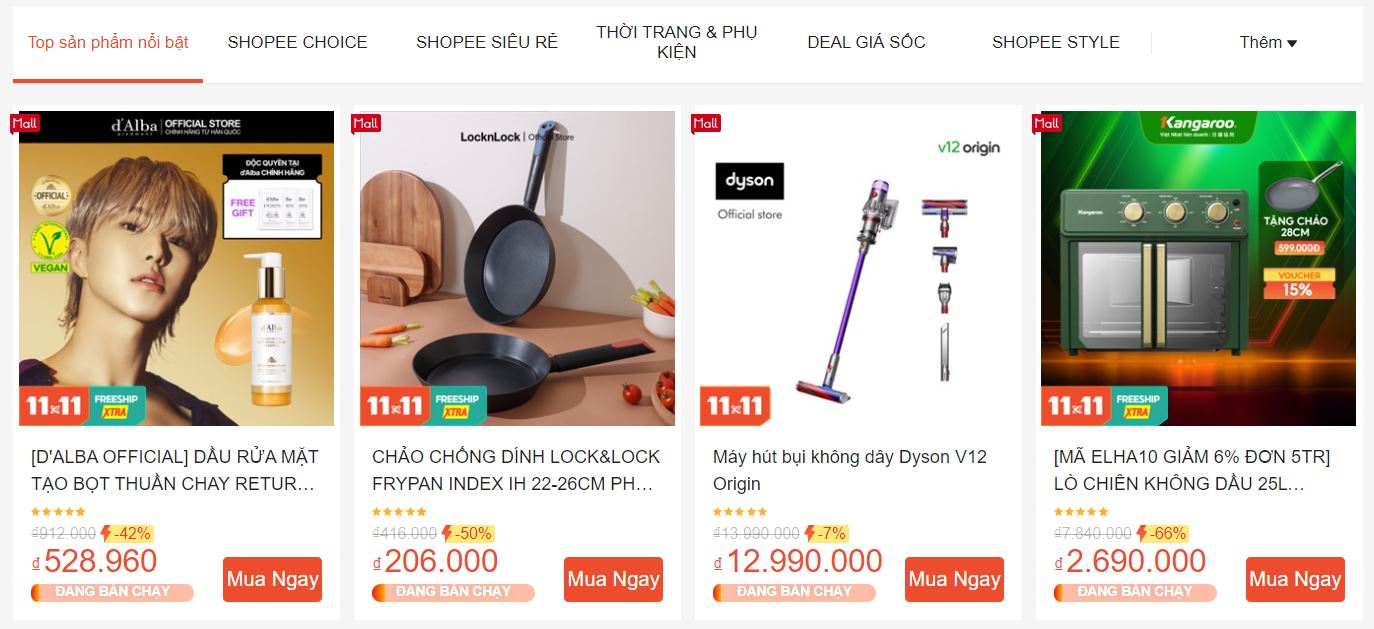 Top sản phẩm nổi bật
SHOPEE CHOICE
SHOPEE SIÊU RẺ
THỜI TRANG & PHỤ
KIỆN
DEAL GIÁ SỐC
SHOPEE STYLE
Thêm
Mall
d'Alba
piedmont
OFFICIAL STORE
CHÍNH HÃNG TỪ HÀN QUỐC
ĐỘC QUYỀN TẠI
d'Alba CHÍNH HÃNG
FREE
GIFT
OFFICIAL
d'Alba
VEGAN
d'Alba
11.11
FREESHIP
XTRA
[D'ALBA OFFICIAL] DẦU RỬA MẶT
TẠO BỌT THUẦN CHAY RETUR...
₫912.000 -42%
₫528.960
ĐANG BÁN CHẠY
Mua Ngay
Mall
LocknLock | Official Store
11.11
FREESHIP
XTRA
CHẢO CHỐNG DÍNH LOCK&LOCK
FRYPAN INDEX IH 22-26CM PH...
₫416.000 -50%
₫206.000
ĐANG BÁN CHẠY
Mua Ngay
Mall
v12 origin
dyson
Official store
11.11
Máy hút bụi không dây Dyson V12
Origin
₫13.990.000 -7%
₫12.990.000
ĐANG BÁN CHẠY
Mua Ngay
Mall
Kangaroo
Việt Nhật liên doanh
Kangaroo
TẶNG CHẢO
28CM
599.000Đ
VOUCHER
15%
11.11
FREESHIP
XTRA
[MÃ ELHA10 GIẢM 6% ĐƠN 5TR]
LÒ CHIÊN KHÔNG DẦU 25L...
₫7.840.000 -66%
₫2.690.000
ĐANG BÁN CHẠY
Mua Ngay